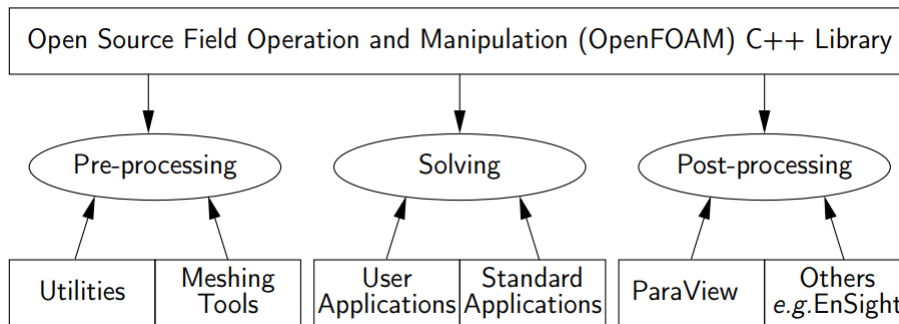 Open Source Field Operation and Manipulation (OpenFOAM) C++ Library
Pre-processing
Solving
Post-processing
Utilities
Meshing
Tools
User
Applications
Standard
Applications
ParaView
Others
e.g.EnSight